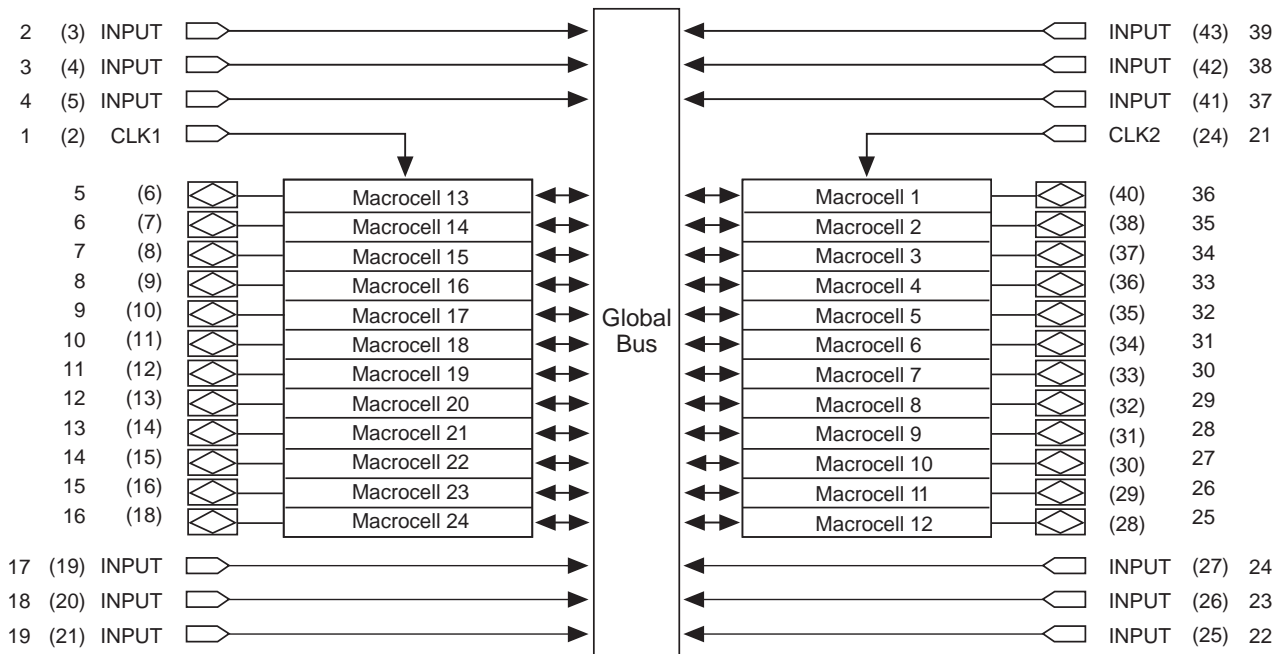 2 (3) INPUT INPUT (43) 39
3 (4) INPUT INPUT (42) 38
4 (5) INPUT INPUT (41) 37
1 (2) CLK1 CLK2 (24) 21
5 (6) Macrocell 13 Macrocell 1 (40) 36
6 (7) Macrocell 14 Macrocell 2 (38) 35
7 (8) Macrocell 15 Macrocell 3 (37) 34
8 (9) Macrocell 16 Macrocell 4 (36) 33
9 (10) Macrocell 17 Macrocell 5 (35) 32
Global
Bus
10 (11) Macrocell 18 Macrocell 6 (34) 31
11 (12) Macrocell 19 Macrocell 7 (33) 30
12 (13) Macrocell 20 Macrocell 8 (32) 29
13 (14) Macrocell 21 Macrocell 9 (31) 28
14 (15) Macrocell 22 Macrocell 10 (30) 27
15 (16) Macrocell 23 Macrocell 11 (29) 26
16 (18) Macrocell 24 Macrocell 12 (28) 25
17 (19) INPUT INPUT (27) 24
18 (20) INPUT INPUT (26) 23
19 (21) INPUT INPUT (25) 22